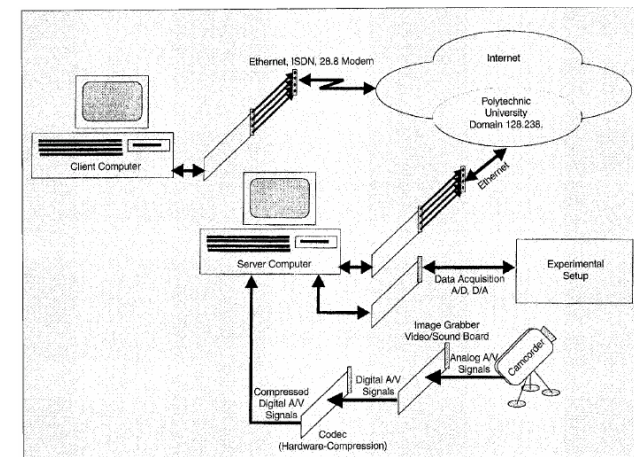 Ethernet, ISDN, 28.8 Modem
Internet
Polytechnic
University
Domain 128.238.
Client Computer
Ethernet
Server Computer
Data Acquisition
A/D, D/A
Experimental
Setup
Image Grabber
Video/Sound Board
Analog A/V
Signals
Camcorder
Digital A/V
Signals
Compressed
Digital A/V
Signals
Codec
(Hardware-Compression)